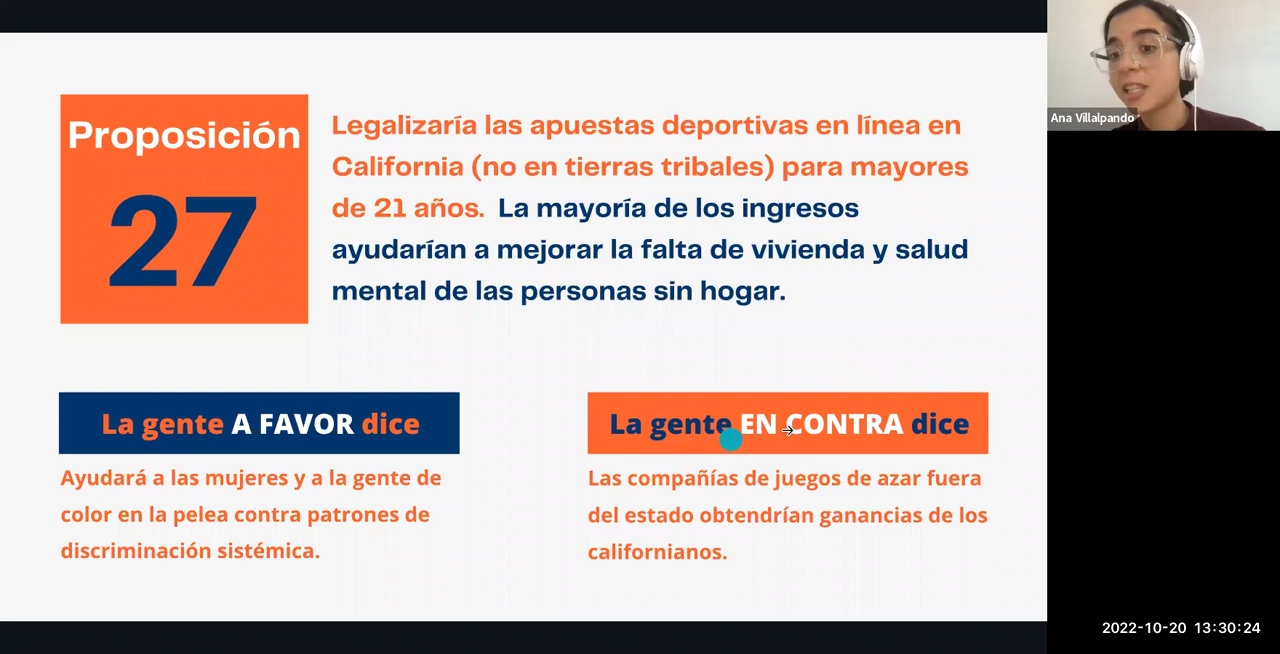 Proposición
27
Legalizaría las apuestas deportivas en línea en
California (no en tierras tribales) para mayores
de 21 años. La mayoría de los ingresos
ayudarían a mejorar la falta de vivienda y salud
mental de las personas sin hogar.
La gente A FAVOR dice
Ayudará a las mujeres y a la gente de
color en la pelea contra patrones de
discriminación sistémica.
La gente EN CONTRA dice
Las compañías de juegos de azar fuera
del estado obtendrían ganancias de los
californianos.
Ana Villalpando
2022-10-20 13:30:24